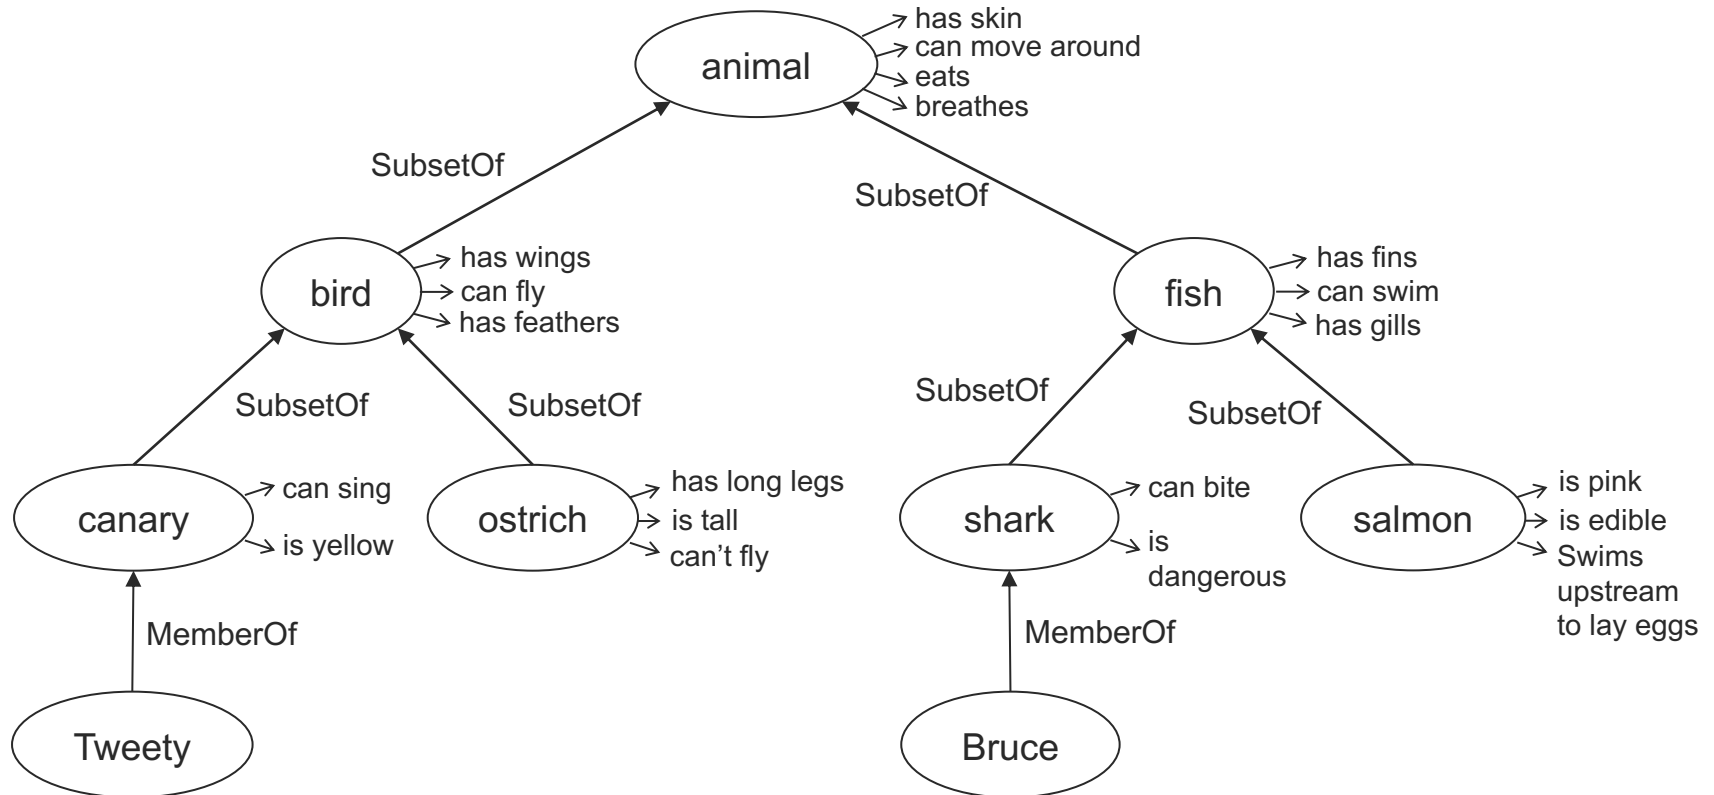 has skin
can move around
animal
eats
breathes
SubsetOf
SubsetOf
has wings
has fins
bird
can fly
fish
can swim
has feathers
has gills
SubsetOf
SubsetOf
SubsetOf
SubsetOf
can sing
has long legs
can bite
is pink
canary
ostrich
is tall
shark
salmon
is edible
is yellow
can't fly
is
dangerous
Swims
upstream
to lay eggs
MemberOf
MemberOf
Tweety
Bruce